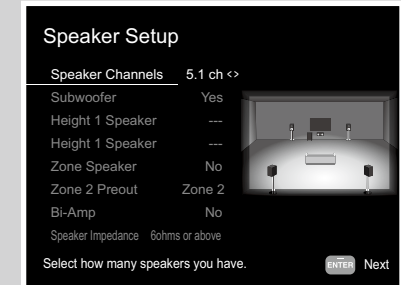 Speaker Setup
Speaker Channels 5.1 ch <>
Subwoofer Yes
Height 1 Speaker ---
Height 1 Speaker ---
Zone Speaker No
Zone 2 Preout Zone 2
Bi-Amp No
Speaker Impedance 6ohms or above
Select how many speakers you have. ENTER Next